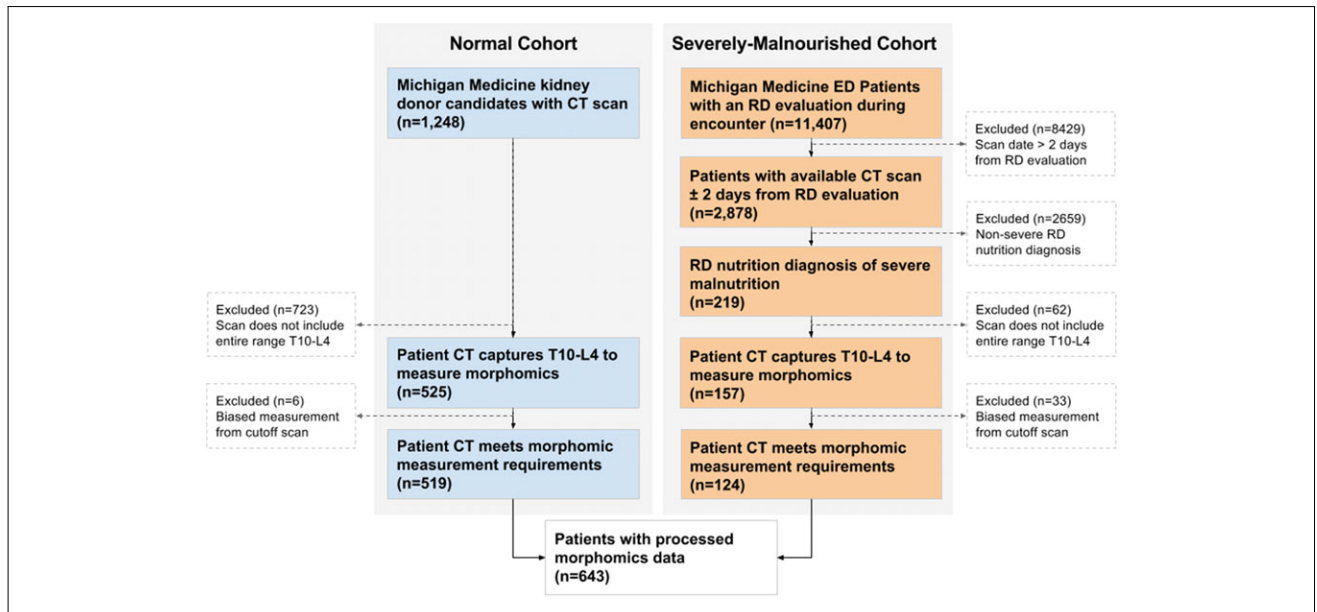 Normal Cohort
Michigan Medicine kidney
donor candidates with CT scan
(n=1,248)
Excluded (n=723)
Scan does not include
entire range T10-L4
Patient CT captures T10-L4 to
measure morphomics
(n=525)
Excluded (n=6)
Biased measurement
from cutoff scan
Patient CT meets morphomic
measurement requirements
(n=519)
Severely-Malnourished Cohort
Michigan Medicine ED Patients
with an RD evaluation during
encounter (n=11,407)
Excluded (n=8429)
Scan date > 2 days
from RD evaluation
Patients with available CT scan
± 2 days from RD evaluation
(n=2,878)
Excluded (n=2659)
Non-severe RD
nutrition diagnosis
RD nutrition diagnosis of severe
malnutrition
(n=219)
Excluded (n=62)
Scan does not include
entire range T10-L4
Patient CT captures T10-L4 to
measure morphomics
(n=157)
Excluded (n=33)
Biased measurement
from cutoff scan
Patient CT meets morphomic
measurement requirements
(n=124)
Patients with processed
morphomics data
(n=643)